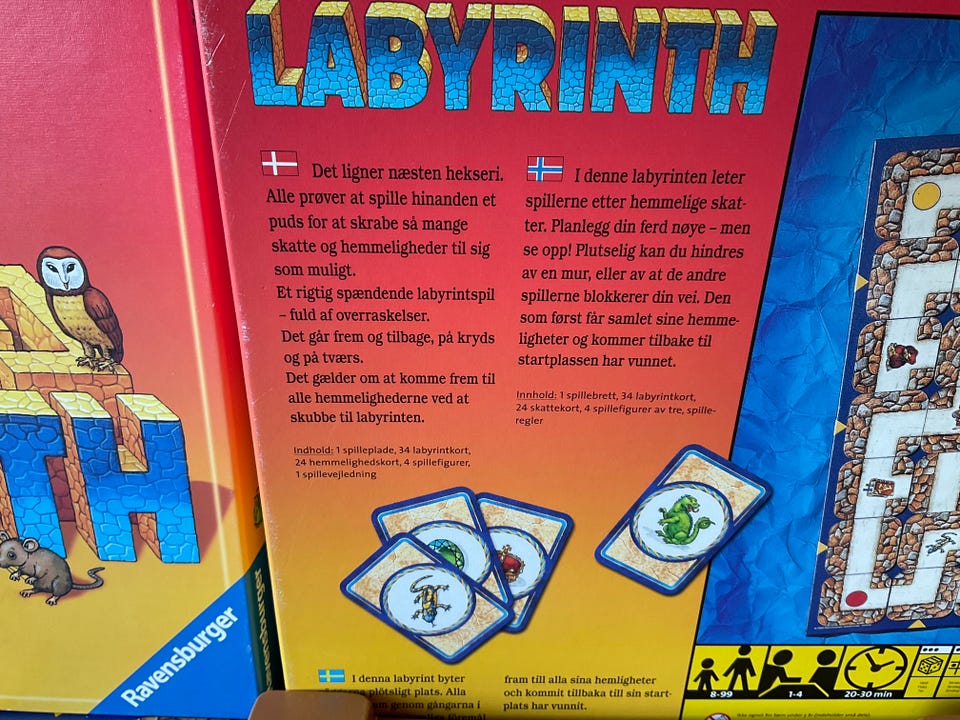 LABYRINTH
Det ligner næsten hekseri.
Alle prøver at spille hinanden et
puds for at skrabe så mange
skatte og hemmeligheder til sig
som muligt.
Et rigtig spændende labyrintspil
– fuld af overraskelser.
Det går frem og tilbage, på kryds
og på tværs.
Det gælder om at komme frem til
alle hemmelighederne ved at
skubbe til labyrinten.
Indhold: 1 spilleplade, 34 labyrintkort,
24 hemmelighedskort, 4 spillefigurer,
1 spillevejledning
I denne labyrinten leter
spillerne etter hemmelige skat-
ter. Planlegg din ferd nøye – men
se opp! Plutselig kan du hindres
av en mur, eller av at de andre
spillerne blokkerer din vei. Den
som først får samlet sine hemme-
ligheter og kommer tilbake til
startplassen har vunnet.
Innhold: 1 spillebrett, 34 labyrintkort,
24 skattekort, 4 spillefigurer av tre, spille-
regler
I denna labyrint byter
plötsligt plats. Alla
genom gångarna i
fram till alla sina hemligheter
och kommit tillbaka till sin start-
plats har vunnit.
8-99
1-4
20-30 min
TH
Ravensburger